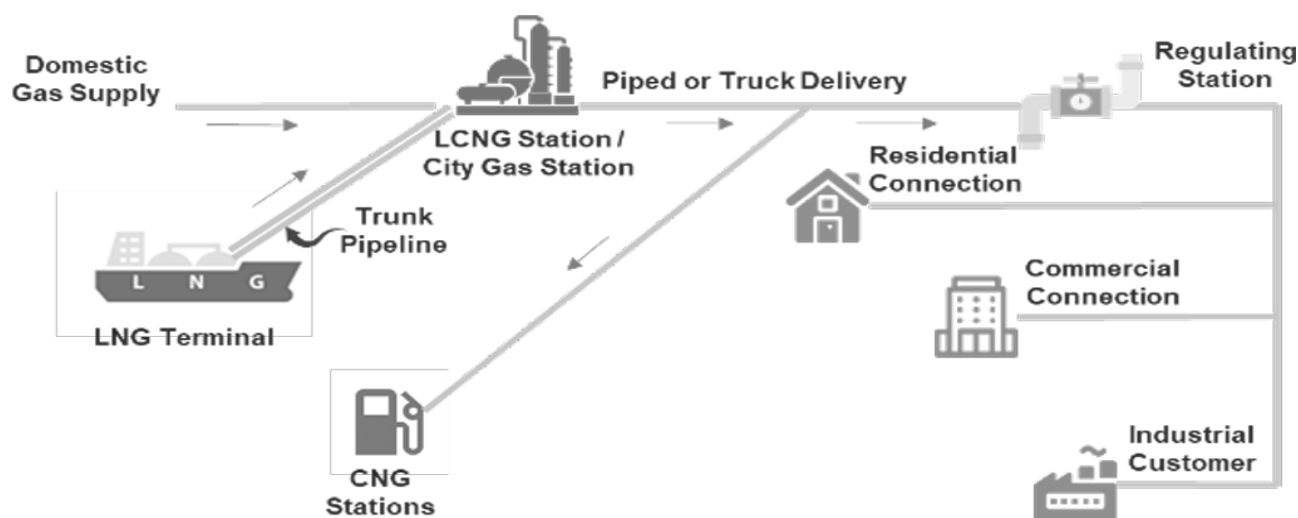 Domestic
Gas Supply
Piped or Truck Delivery
Regulating
Station
LCNG Station /
City Gas Station
Residential
Connection
Trunk
Pipeline
L N G
LNG Terminal
Commercial
Connection
Industrial
Customer
CNG
Stations